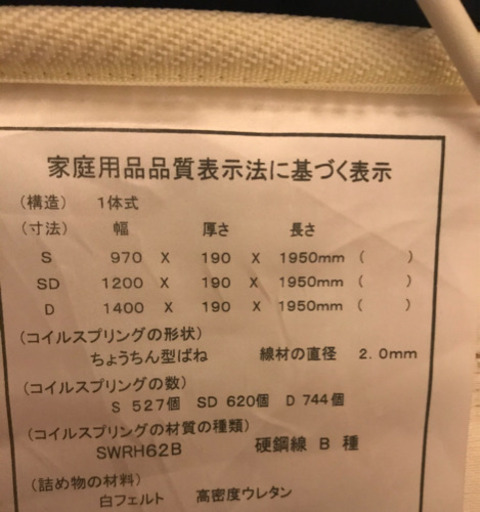 家庭用品品質表示法に基づく表示
(構造) 1体式
(寸法) 幅 厚さ 長さ
S 970 X 190 X 1950mm ( )
SD 1200 X 190 X 1950mm ( )
D 1400 X 190 X 1950mm ( )
(コイルスプリングの形状)
ちょうちん型ばね 線材の直径 2.0mm
(コイルスプリングの数)
S 527個 SD 620個 D 744個
(コイルスプリングの材質の種類)
SWRH62B 硬鋼線 B 種
(詰め物の材料)
白フェルト 高密度ウレタン